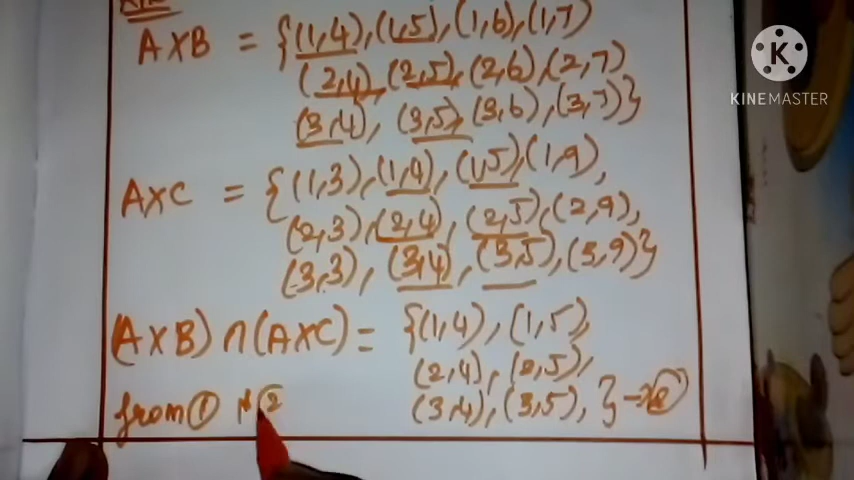 A×B = {(1,4),(1,5),(1,6),(1,7)
(2,4),(2,5),(2,6),(2,7)
(3,4),(3,5),(3,6),(3,7)}
A×C = {(1,3),(1,4),(1,5),(1,9),
(2,3),(2,4),(2,5),(2,9),
(3,3),(3,4),(3,5),(3,9)}
(A×B)∩(A×C)= {(1,4),(1,5),
(2,4),(2,5),
(3,4),(3,5), }→②
from ① & ②
KINEMASTER